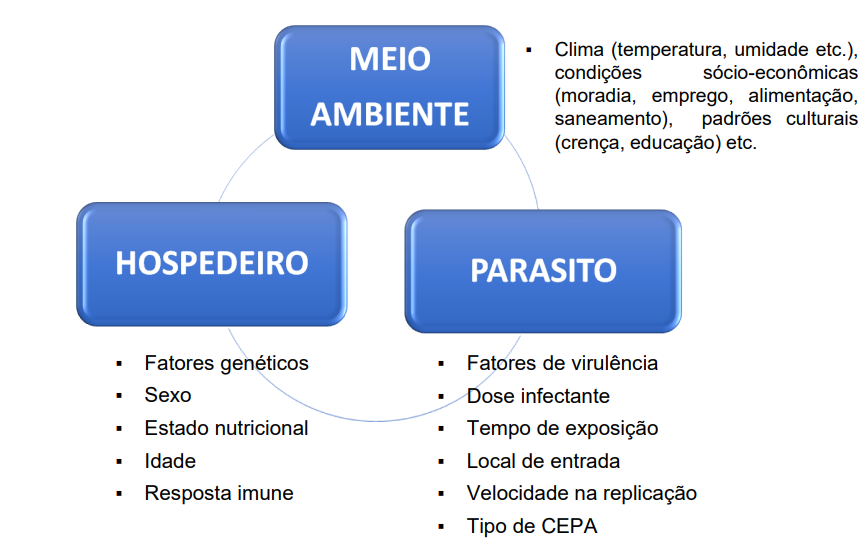 MEIO
AMBIENTE
▪ Clima (temperatura, umidade etc.),
condições sócio-econômicas
(moradia, emprego, alimentação,
saneamento), padrões culturais
(crença, educação) etc.
HOSPEDEIRO
▪ Fatores genéticos
▪ Sexo
▪ Estado nutricional
▪ Idade
▪ Resposta imune
PARASITO
▪ Fatores de virulência
▪ Dose infectante
▪ Tempo de exposição
▪ Local de entrada
▪ Velocidade na replicação
▪ Tipo de CEPA